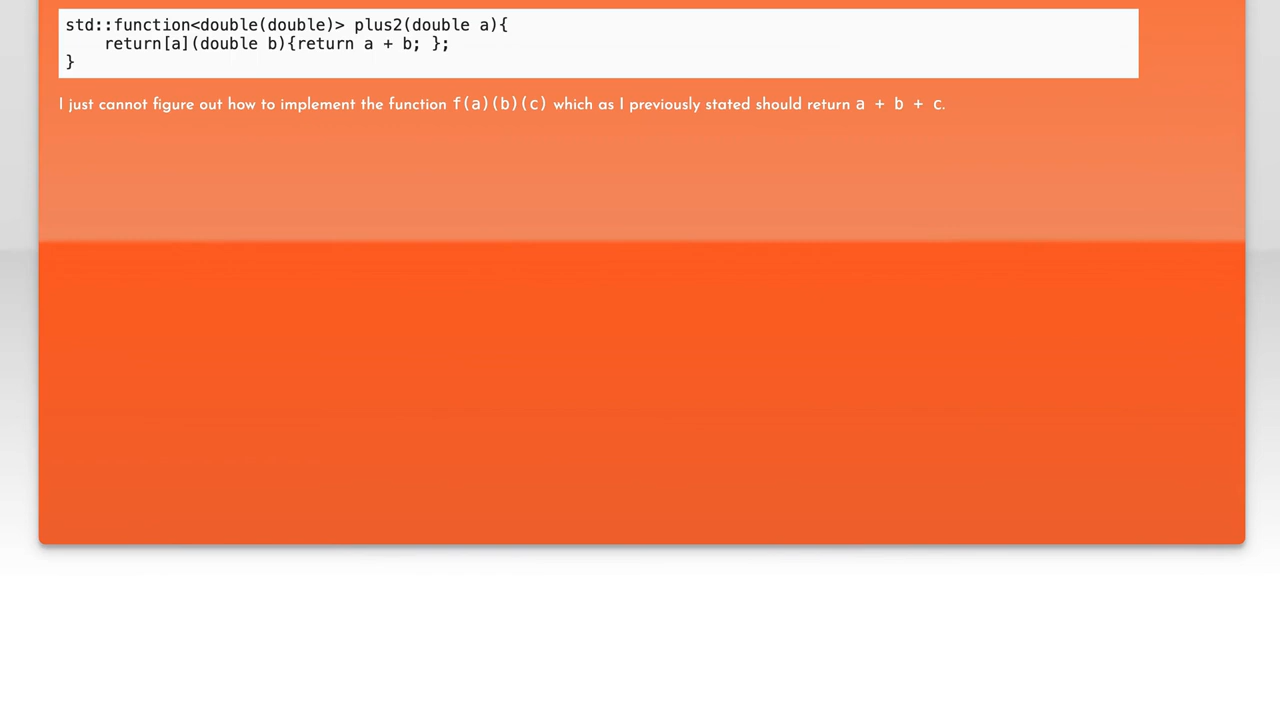 std::function<double(double)> plus2(double a){
    return[a](double b){return a + b; };
}
I just cannot figure out how to implement the function f(a)(b)(c) which as I previously stated should return a + b + c.